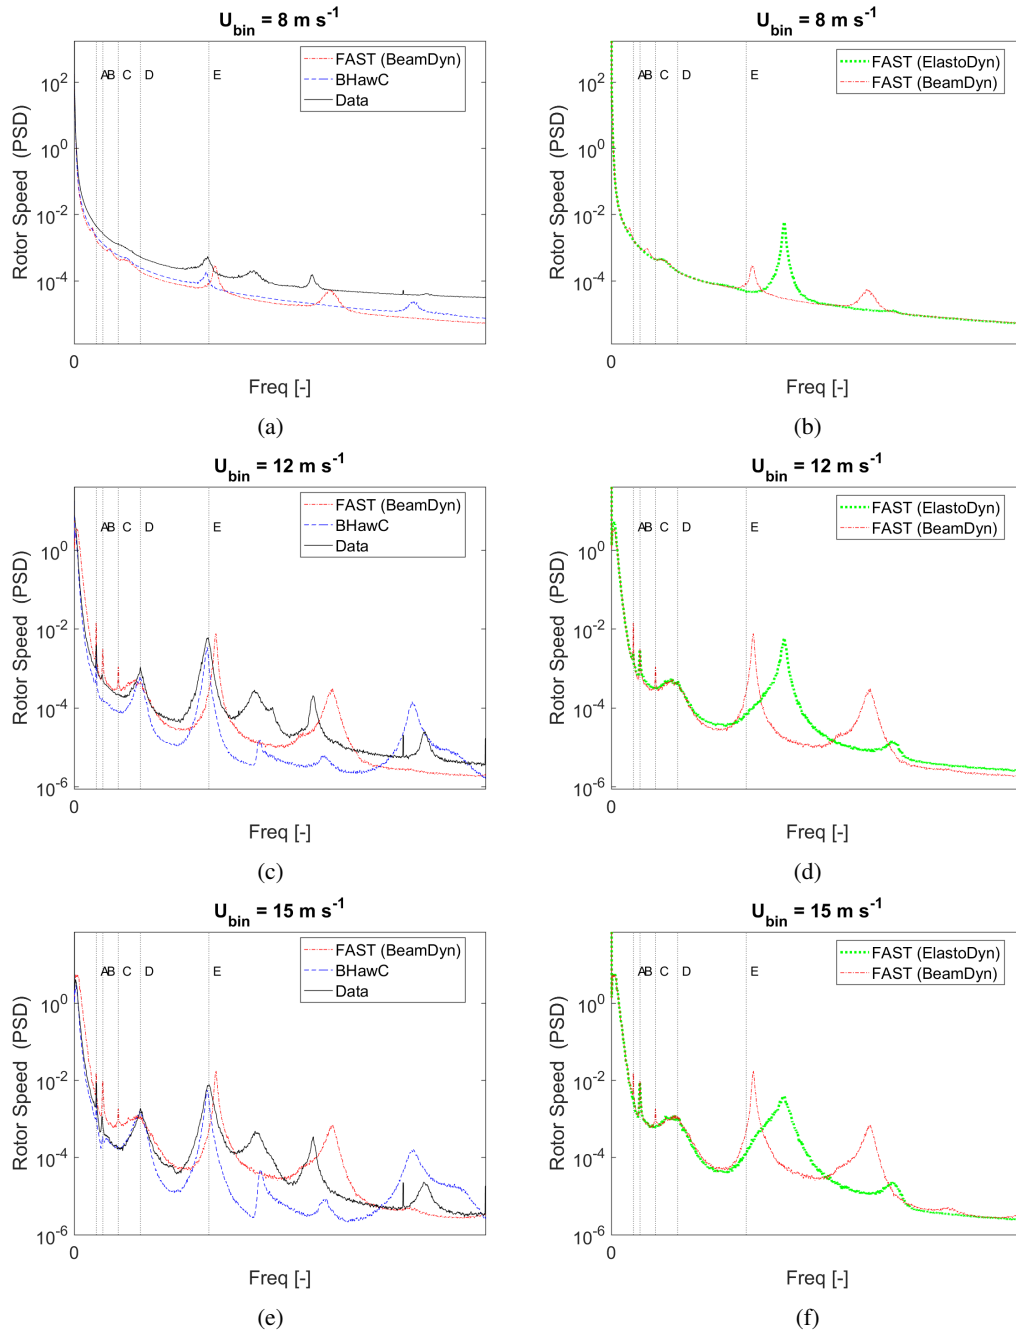 U_bin = 8 m s^-1
FAST (BeamDyn)
BHawC
Data
A B C D E
10^2
10^0
10^-2
10^-4
Rotor Speed (PSD)
0
Freq [-]
(a)
U_bin = 8 m s^-1
FAST (ElastoDyn)
FAST (BeamDyn)
A B C D E
10^2
10^0
10^-2
10^-4
Rotor Speed (PSD)
0
Freq [-]
(b)
U_bin = 12 m s^-1
FAST (BeamDyn)
BHawC
Data
A B C D E
10^0
10^-2
10^-4
10^-6
Rotor Speed (PSD)
0
Freq [-]
(c)
U_bin = 12 m s^-1
FAST (ElastoDyn)
FAST (BeamDyn)
A B C D E
10^0
10^-2
10^-4
10^-6
Rotor Speed (PSD)
0
Freq [-]
(d)
U_bin = 15 m s^-1
FAST (BeamDyn)
BHawC
Data
A B C D E
10^0
10^-2
10^-4
10^-6
Rotor Speed (PSD)
0
Freq [-]
(e)
U_bin = 15 m s^-1
FAST (ElastoDyn)
FAST (BeamDyn)
A B C D E
10^0
10^-2
10^-4
10^-6
Rotor Speed (PSD)
0
Freq [-]
(f)